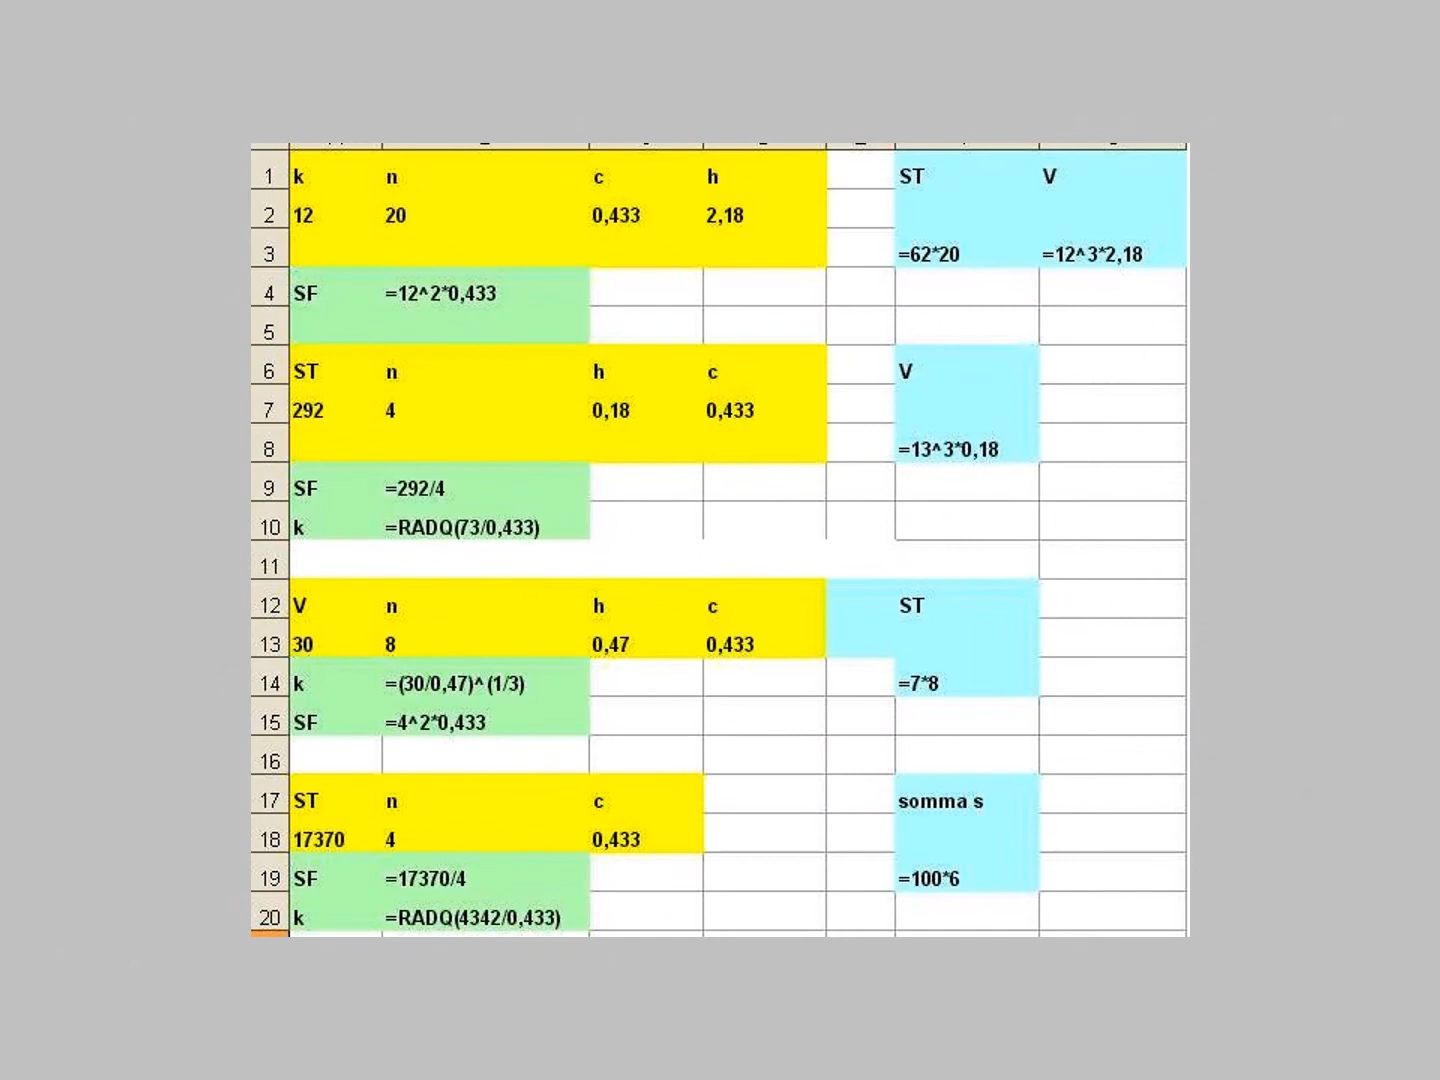 1 k n c h ST V
2 12 20 0,433 2,18
3 =62*20 =12^3*2,18
4 SF =12^2*0,433
5
6 ST n h c V
7 292 4 0,18 0,433
8 =13^3*0,18
9 SF =292/4
10 k =RADQ(73/0,433)
11
12 V n h c ST
13 30 8 0,47 0,433
14 k =(30/0,47)^(1/3) =7*8
15 SF =4^2*0,433
16
17 ST n c somma s
18 17370 4 0,433
19 SF =17370/4 =100*6
20 k =RADQ(4342/0,433)